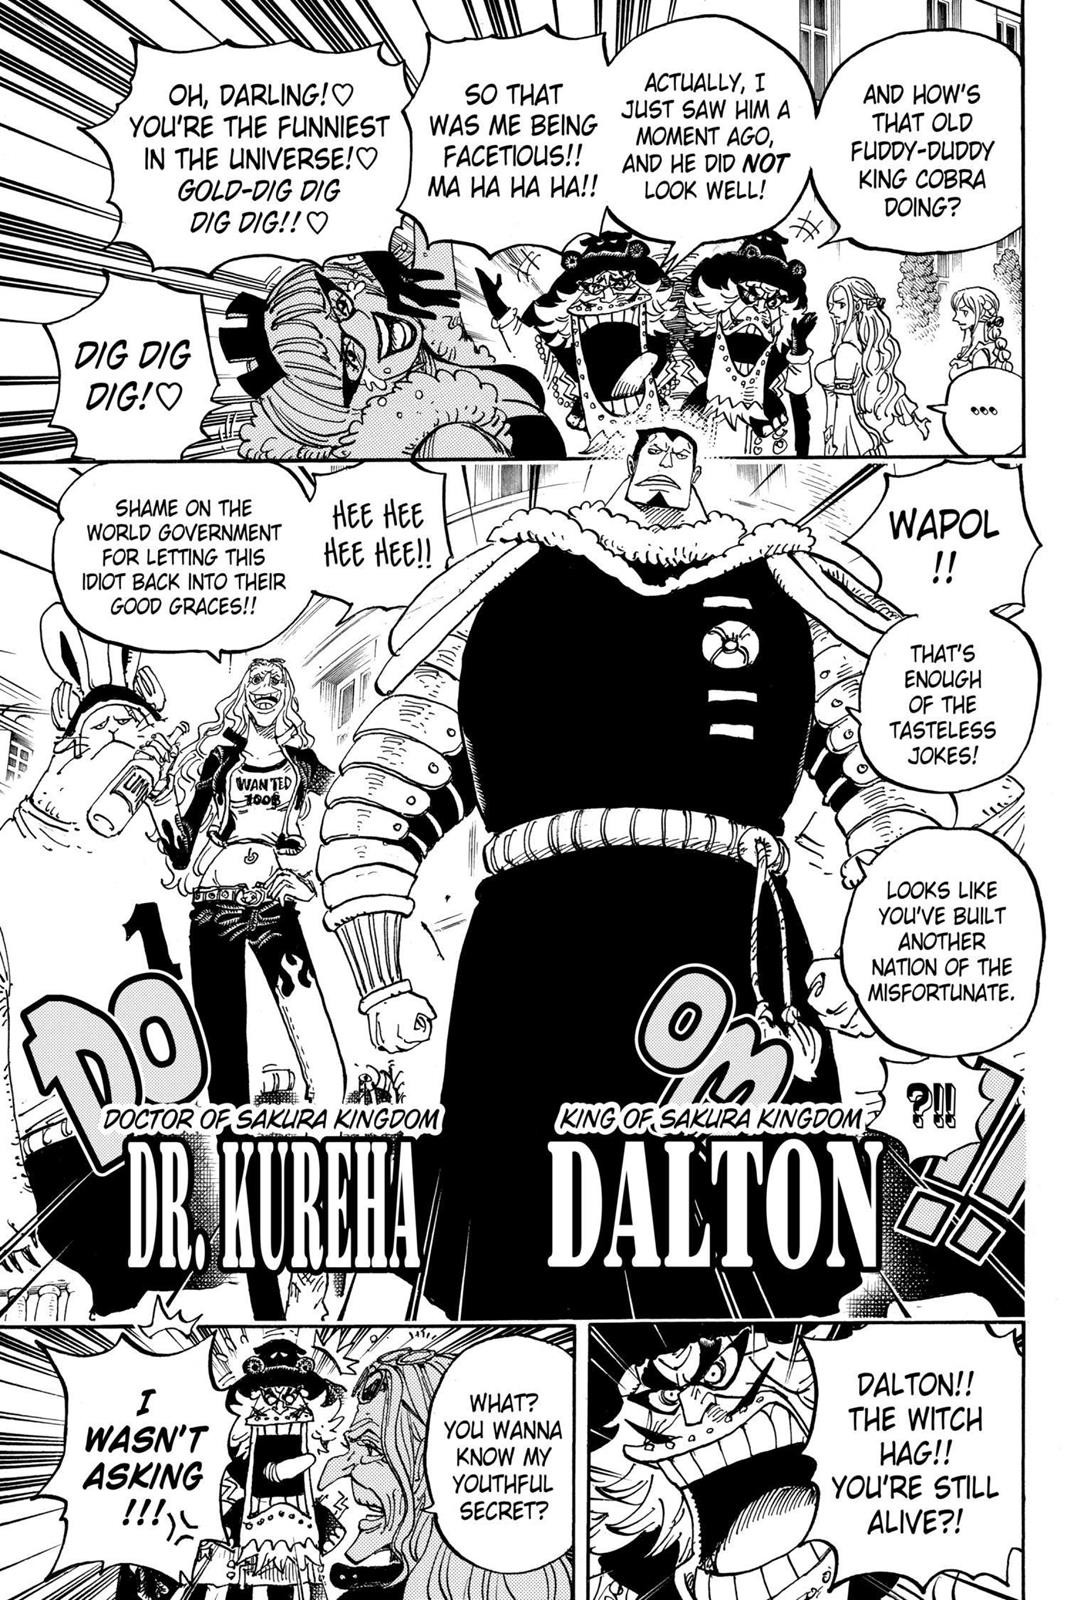 AND HOW'S
THAT OLD
FUDDY-DUDDY
KING COBRA
DOING?
ACTUALLY, I
JUST SAW HIM A
MOMENT AGO,
AND HE DID NOT
LOOK WELL!
SO THAT
WAS ME BEING
FACETIOUS!!
MA HA HA HA!!
OH, DARLING!♡
YOU'RE THE FUNNIEST
IN THE UNIVERSE!♡
GOLD-DIG DIG
DIG DIG!!♡
DIG DIG
DIG!♡
...
WAPOL
!!
THAT'S
ENOUGH
OF THE
TASTELESS
JOKES!
LOOKS LIKE
YOU'VE BUILT
ANOTHER
NATION OF THE
MISFORTUNATE.
?!!
HEE HEE
HEE HEE!!
SHAME ON THE
WORLD GOVERNMENT
FOR LETTING THIS
IDIOT BACK INTO THEIR
GOOD GRACES!!
WANTED
100%
1
DOOM!!
KING OF SAKURA KINGDOM
DALTON
DOCTOR OF SAKURA KINGDOM
DR. KUREHA
DALTON!!
THE WITCH
HAG!!
YOU'RE STILL
ALIVE?!
WHAT?
YOU WANNA
KNOW MY
YOUTHFUL
SECRET?
I
WASN'T
ASKING
!!!